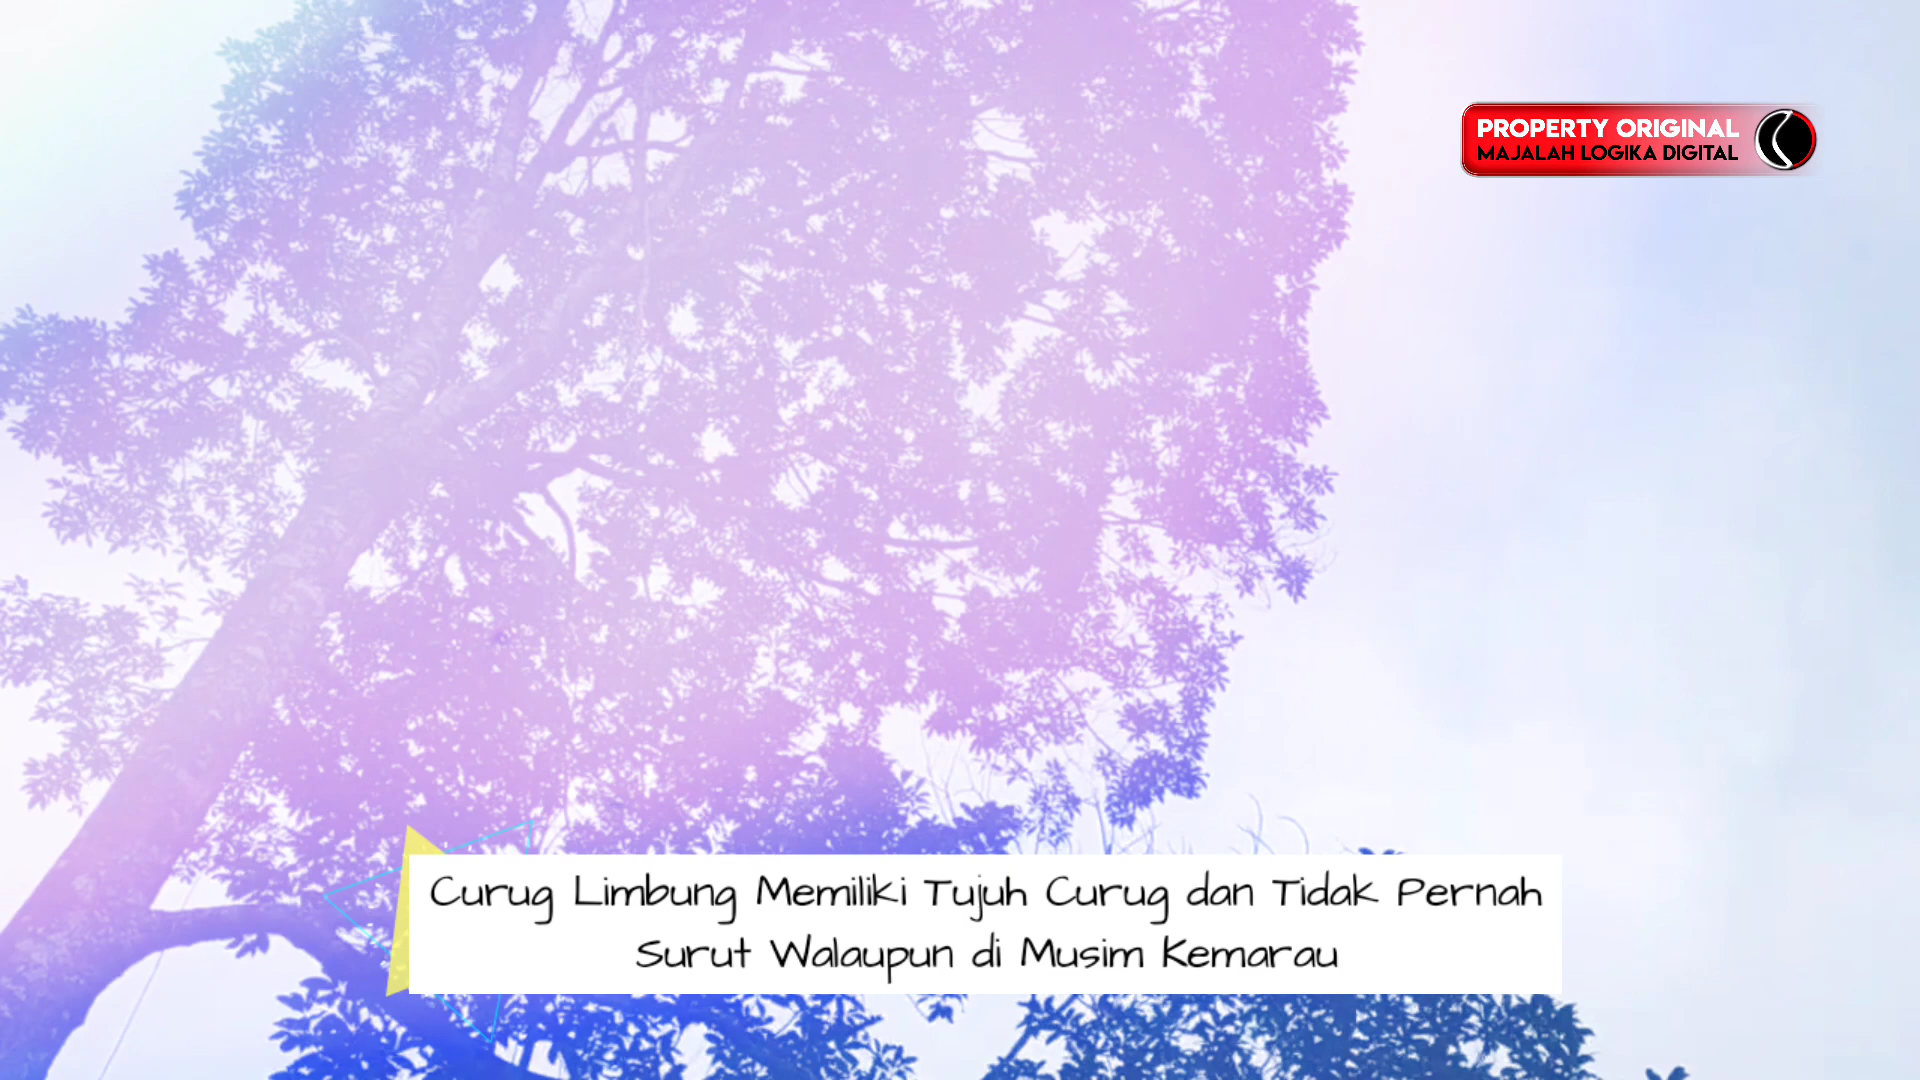 PROPERTY ORIGINAL
MAJALAH LOGIKA DIGITAL
Curug Limbung Memiliki Tujuh Curug dan Tidak Pernah
Surut Walaupun di Musim Kemarau